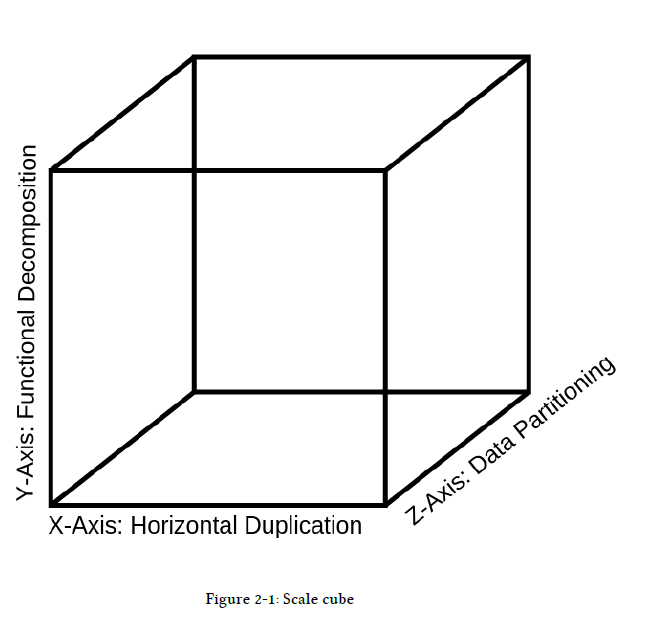 Y-Axis: Functional Decomposition
X-Axis: Horizontal Duplication
Z-Axis: Data Partitioning
Figure 2-1: Scale cube